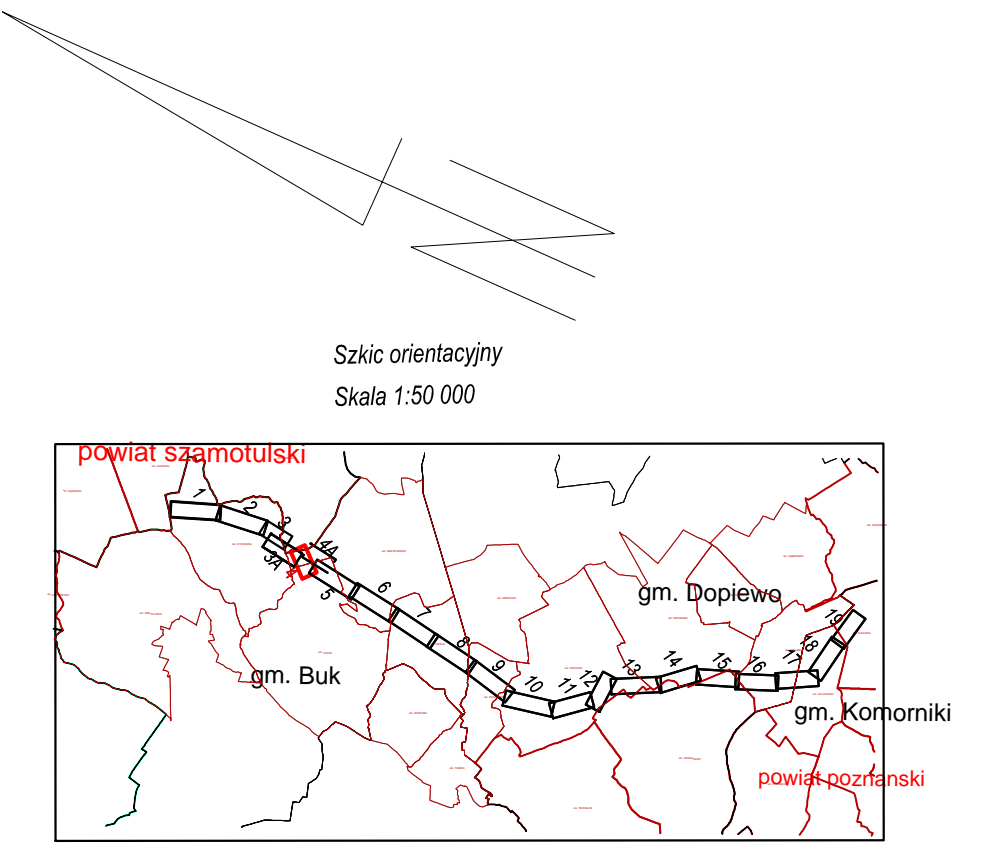 Szkic orientacyjny
Skala 1:50 000
powiat szamotulski
1
2
3
3A
4A
5
6
7
8
9
10
11
12
13
14
15
16
17
18
19
gm. Dopiewo
gm. Buk
gm. Komorniki
powiat poznanski